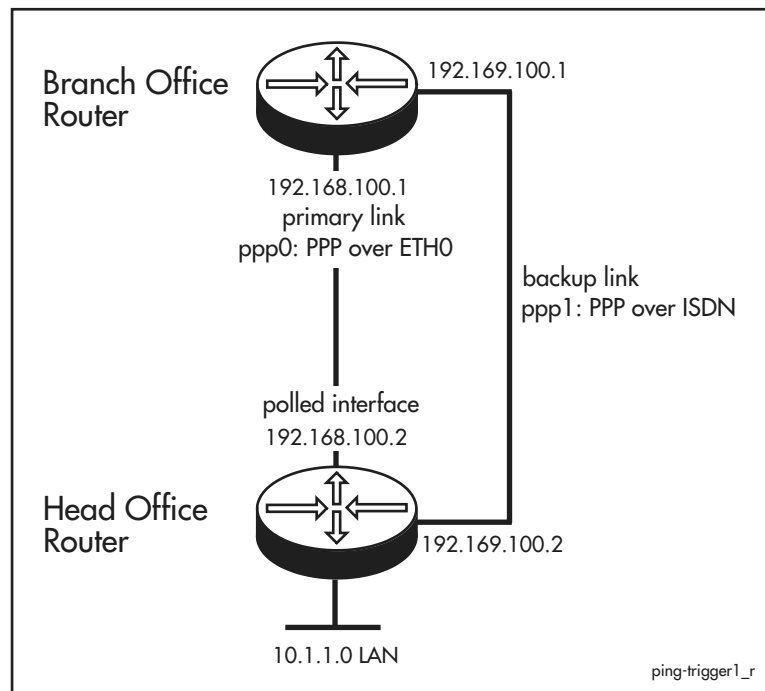 Branch Office
Router
192.169.100.1
192.168.100.1
primary link
ppp0: PPP over ETH0
backup link
ppp1: PPP over ISDN
polled interface
192.168.100.2
Head Office
Router
192.169.100.2
10.1.1.0 LAN
ping-trigger1_r